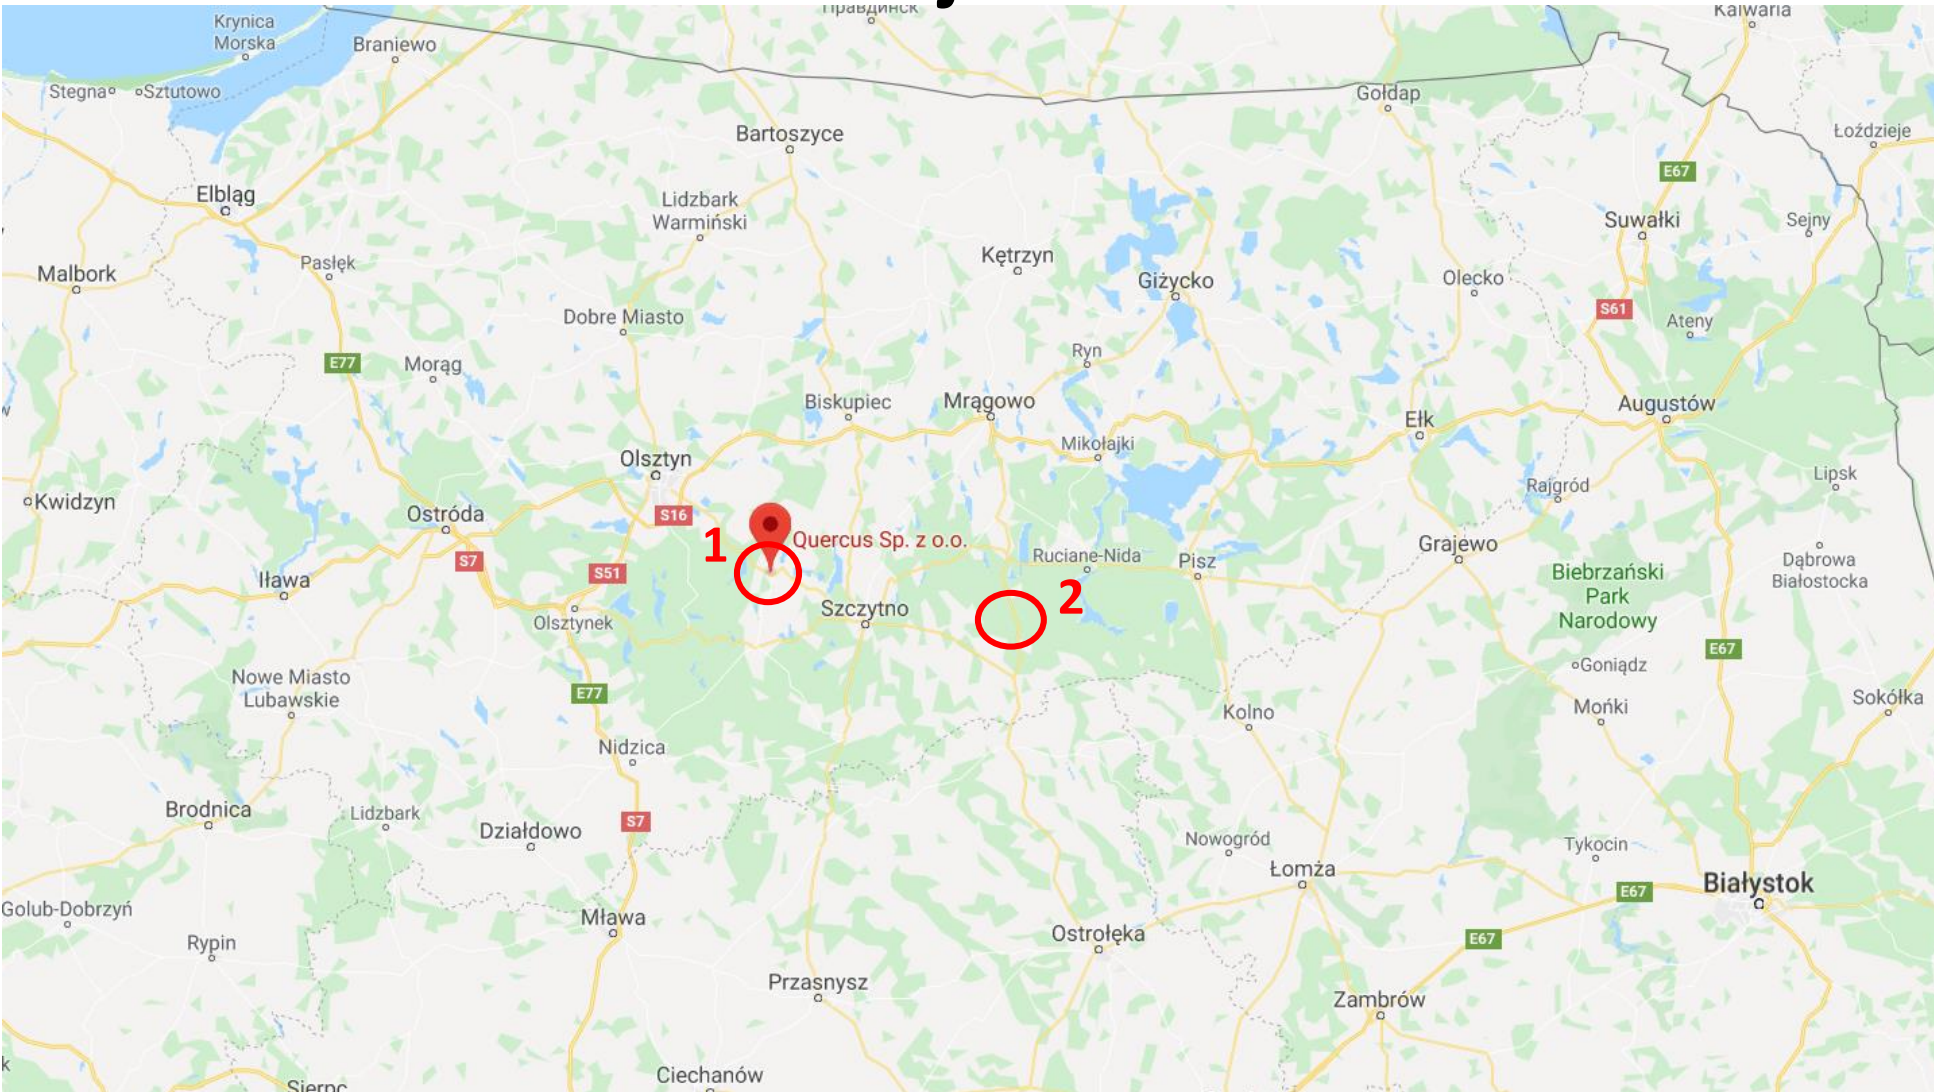 Krynica
Morska
Braniewo
Правдинск
Kalwaria
Stegna
Sztutowo
Gołdap
Bartoszyce
Łoździeje
Elbląg
E67
Lidzbark
Warmiński
Suwałki
Sejny
Pasłęk
Kętrzyn
Malbork
Giżycko
Olecko
S61
Dobre Miasto
Ateny
E77
Morąg
Ryn
Biskupiec
Mrągowo
Augustów
Ełk
Mikołajki
Olsztyn
Lipsk
Rajgród
Kwidzyn
Ostróda
S16
1
Quercus Sp. z o.o.
Grajewo
Ruciane-Nida
Pisz
S7
Dąbrowa
Białostocka
Iława
S51
Biebrzański
Park
Narodowy
2
Szczytno
Olsztynek
E67
Goniądz
Nowe Miasto
Lubawskie
E77
Sokółka
Kolno
Mońki
Nidzica
Brodnica
Lidzbark
S7
Działdowo
Nowogród
Tykocin
Łomża
Białystok
E67
Golub-Dobrzyń
Mława
Ostrołęka
E67
Rypin
Przasnysz
Zambrów
k
Ciechanów
Sierpc